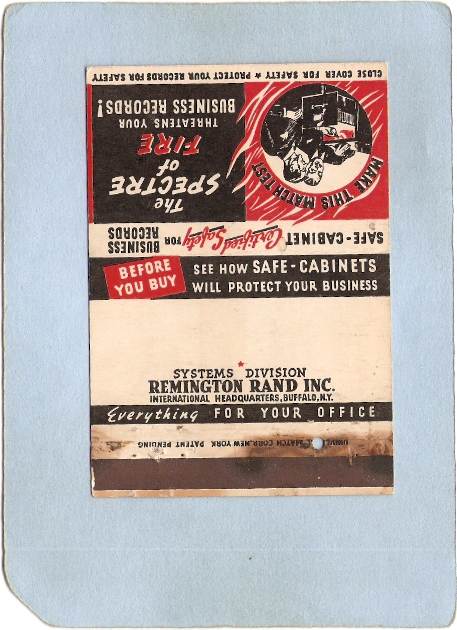 CLOSE COVER FOR SAFETY ★ PROTECT YOUR RECORDS FOR SAFETY
MAKE THIS MATCH TEST
The
SPECTRE
of
FIRE
THREATENS YOUR
BUSINESS RECORDS!
SAFE-CABINET Certified Safety FOR BUSINESS RECORDS
BEFORE
YOU BUY
SEE HOW SAFE-CABINETS
WILL PROTECT YOUR BUSINESS
SYSTEMS DIVISION
REMINGTON RAND INC.
INTERNATIONAL HEADQUARTERS, BUFFALO, N.Y.
Everything FOR YOUR OFFICE
MATCH CORP. NEW YORK PATENT PENDING